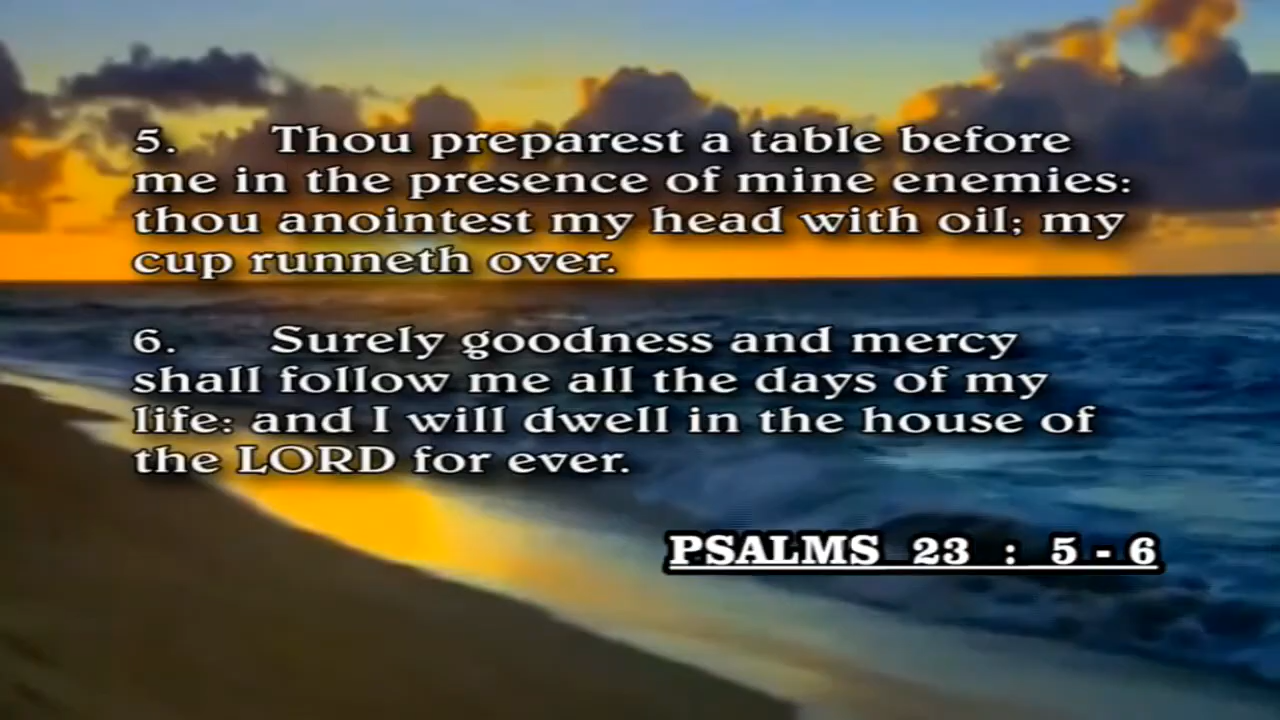 5. Thou preparest a table before
me in the presence of mine enemies:
thou anointest my head with oil; my
cup runneth over.
6. Surely goodness and mercy
shall follow me all the days of my
life: and I will dwell in the house of
the LORD for ever.
PSALMS 23 : 5 - 6